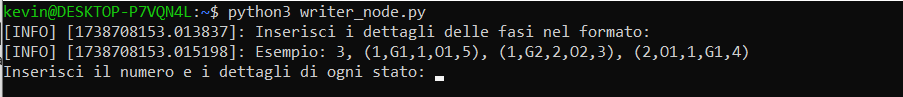 kevin@DESKTOP-P7VQN4L:~$ python3 writer_node.py
[INFO] [1738708153.013837]: Inserisci i dettagli delle fasi nel formato:
[INFO] [1738708153.015198]: Esempio: 3, (1,G1,1,O1,5), (1,G2,2,O2,3), (2,O1,1,G1,4)
Inserisci il numero e i dettagli di ogni stato: